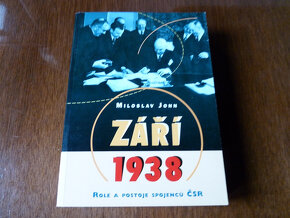 Miloslav John
ZÁŘÍ
1938
Role a postoje spojenců ČSR